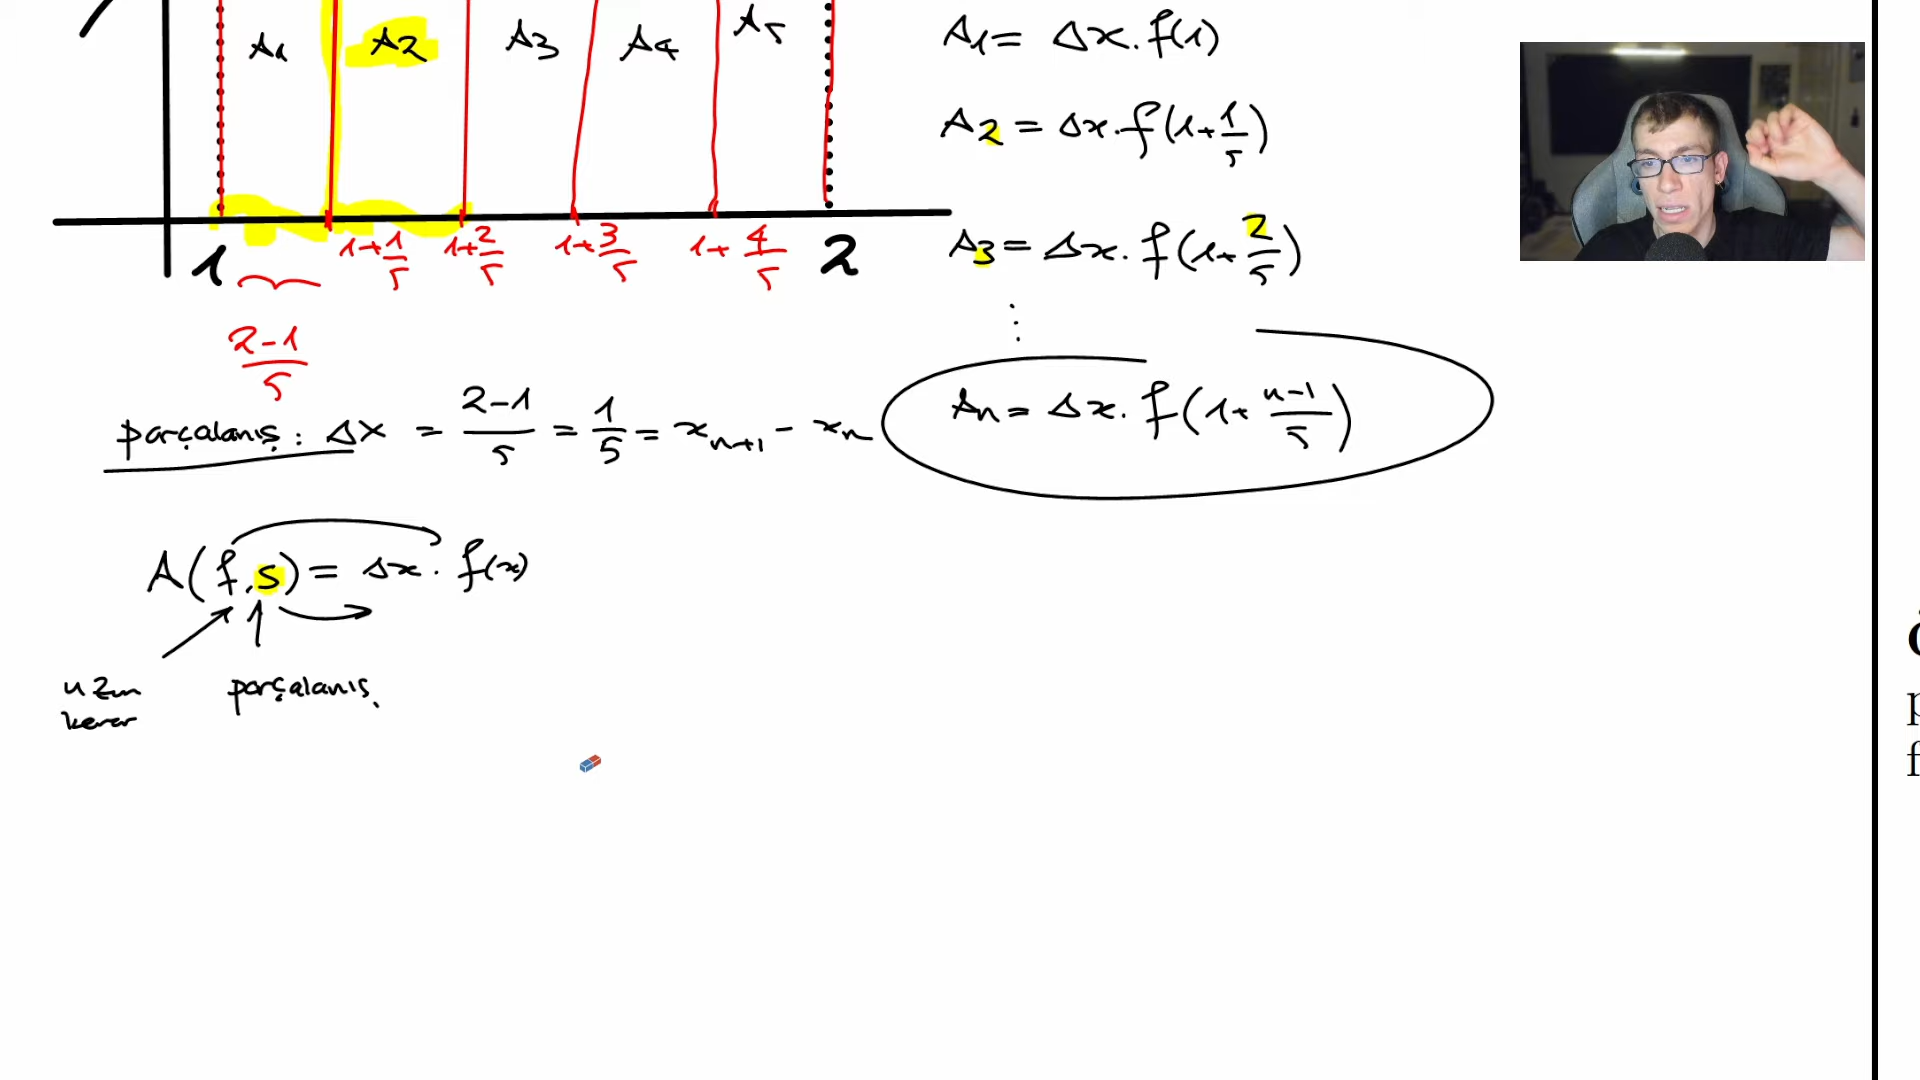 A1 A2 A3 A4 A5
1 1+1/5 1+2/5 1+3/5 1+4/5 2
2-1/5
A1 = Δx.f(1)
A2 = Δx.f(1+1/5)
A3 = Δx.f(1+2/5)
⋮
An = Δx.f(1+n-1/5)
parçalanış : Δx = 2-1/5 = 1/5 = xn+1 - xn
A(f,s) = Δx.f(x)
uzun parçalanış
kenar
p
f